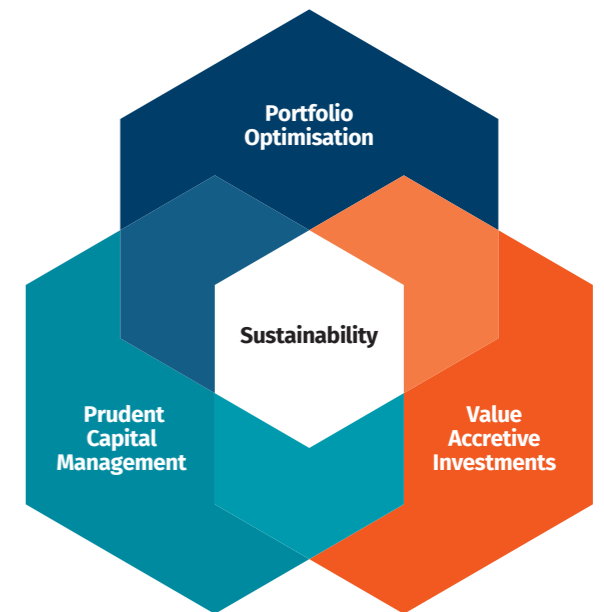 Portfolio
Optimisation
Sustainability
Prudent
Capital
Management
Value
Accretive
Investments